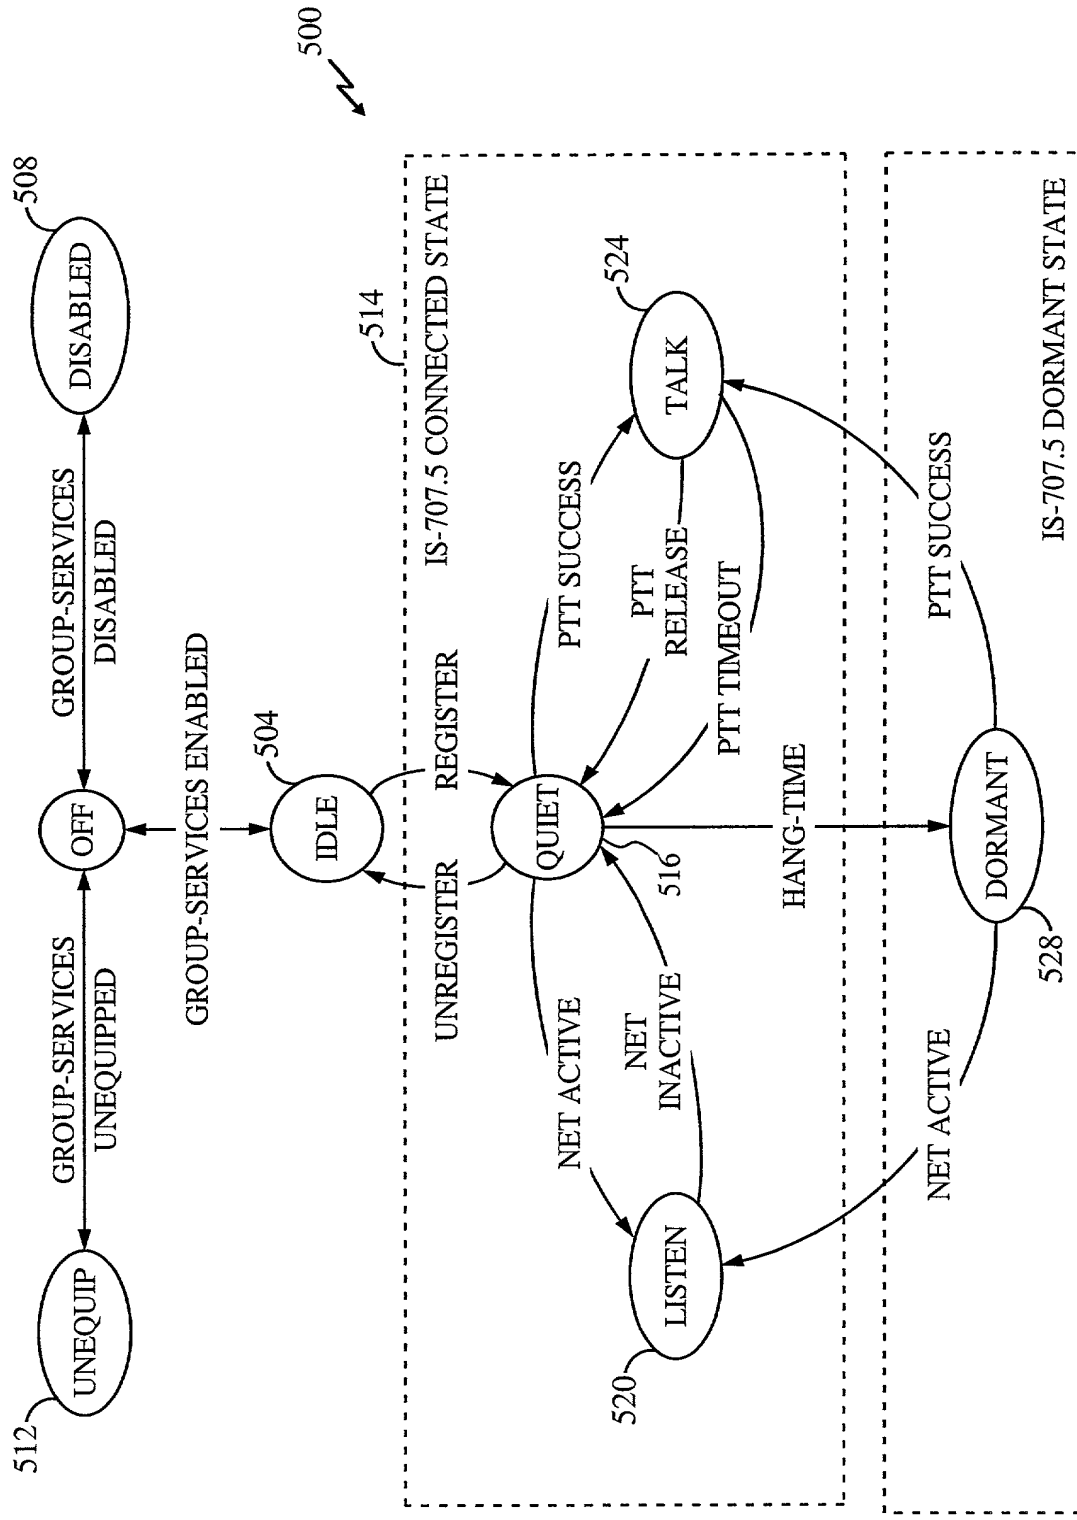 512
UNEQUIP
GROUP-SERVICES
UNEQUIPPED
OFF
GROUP-SERVICES
DISABLED
DISABLED
508
GROUP-SERVICES ENABLED
IDLE
504
500
514
UNREGISTER
REGISTER
IS-707.5 CONNECTED STATE
QUIET
516
NET ACTIVE
PTT SUCCESS
NET
INACTIVE
PTT
RELEASE
PTT TIMEOUT
LISTEN
520
TALK
524
HANG-TIME
NET ACTIVE
PTT SUCCESS
DORMANT
528
IS-707.5 DORMANT STATE